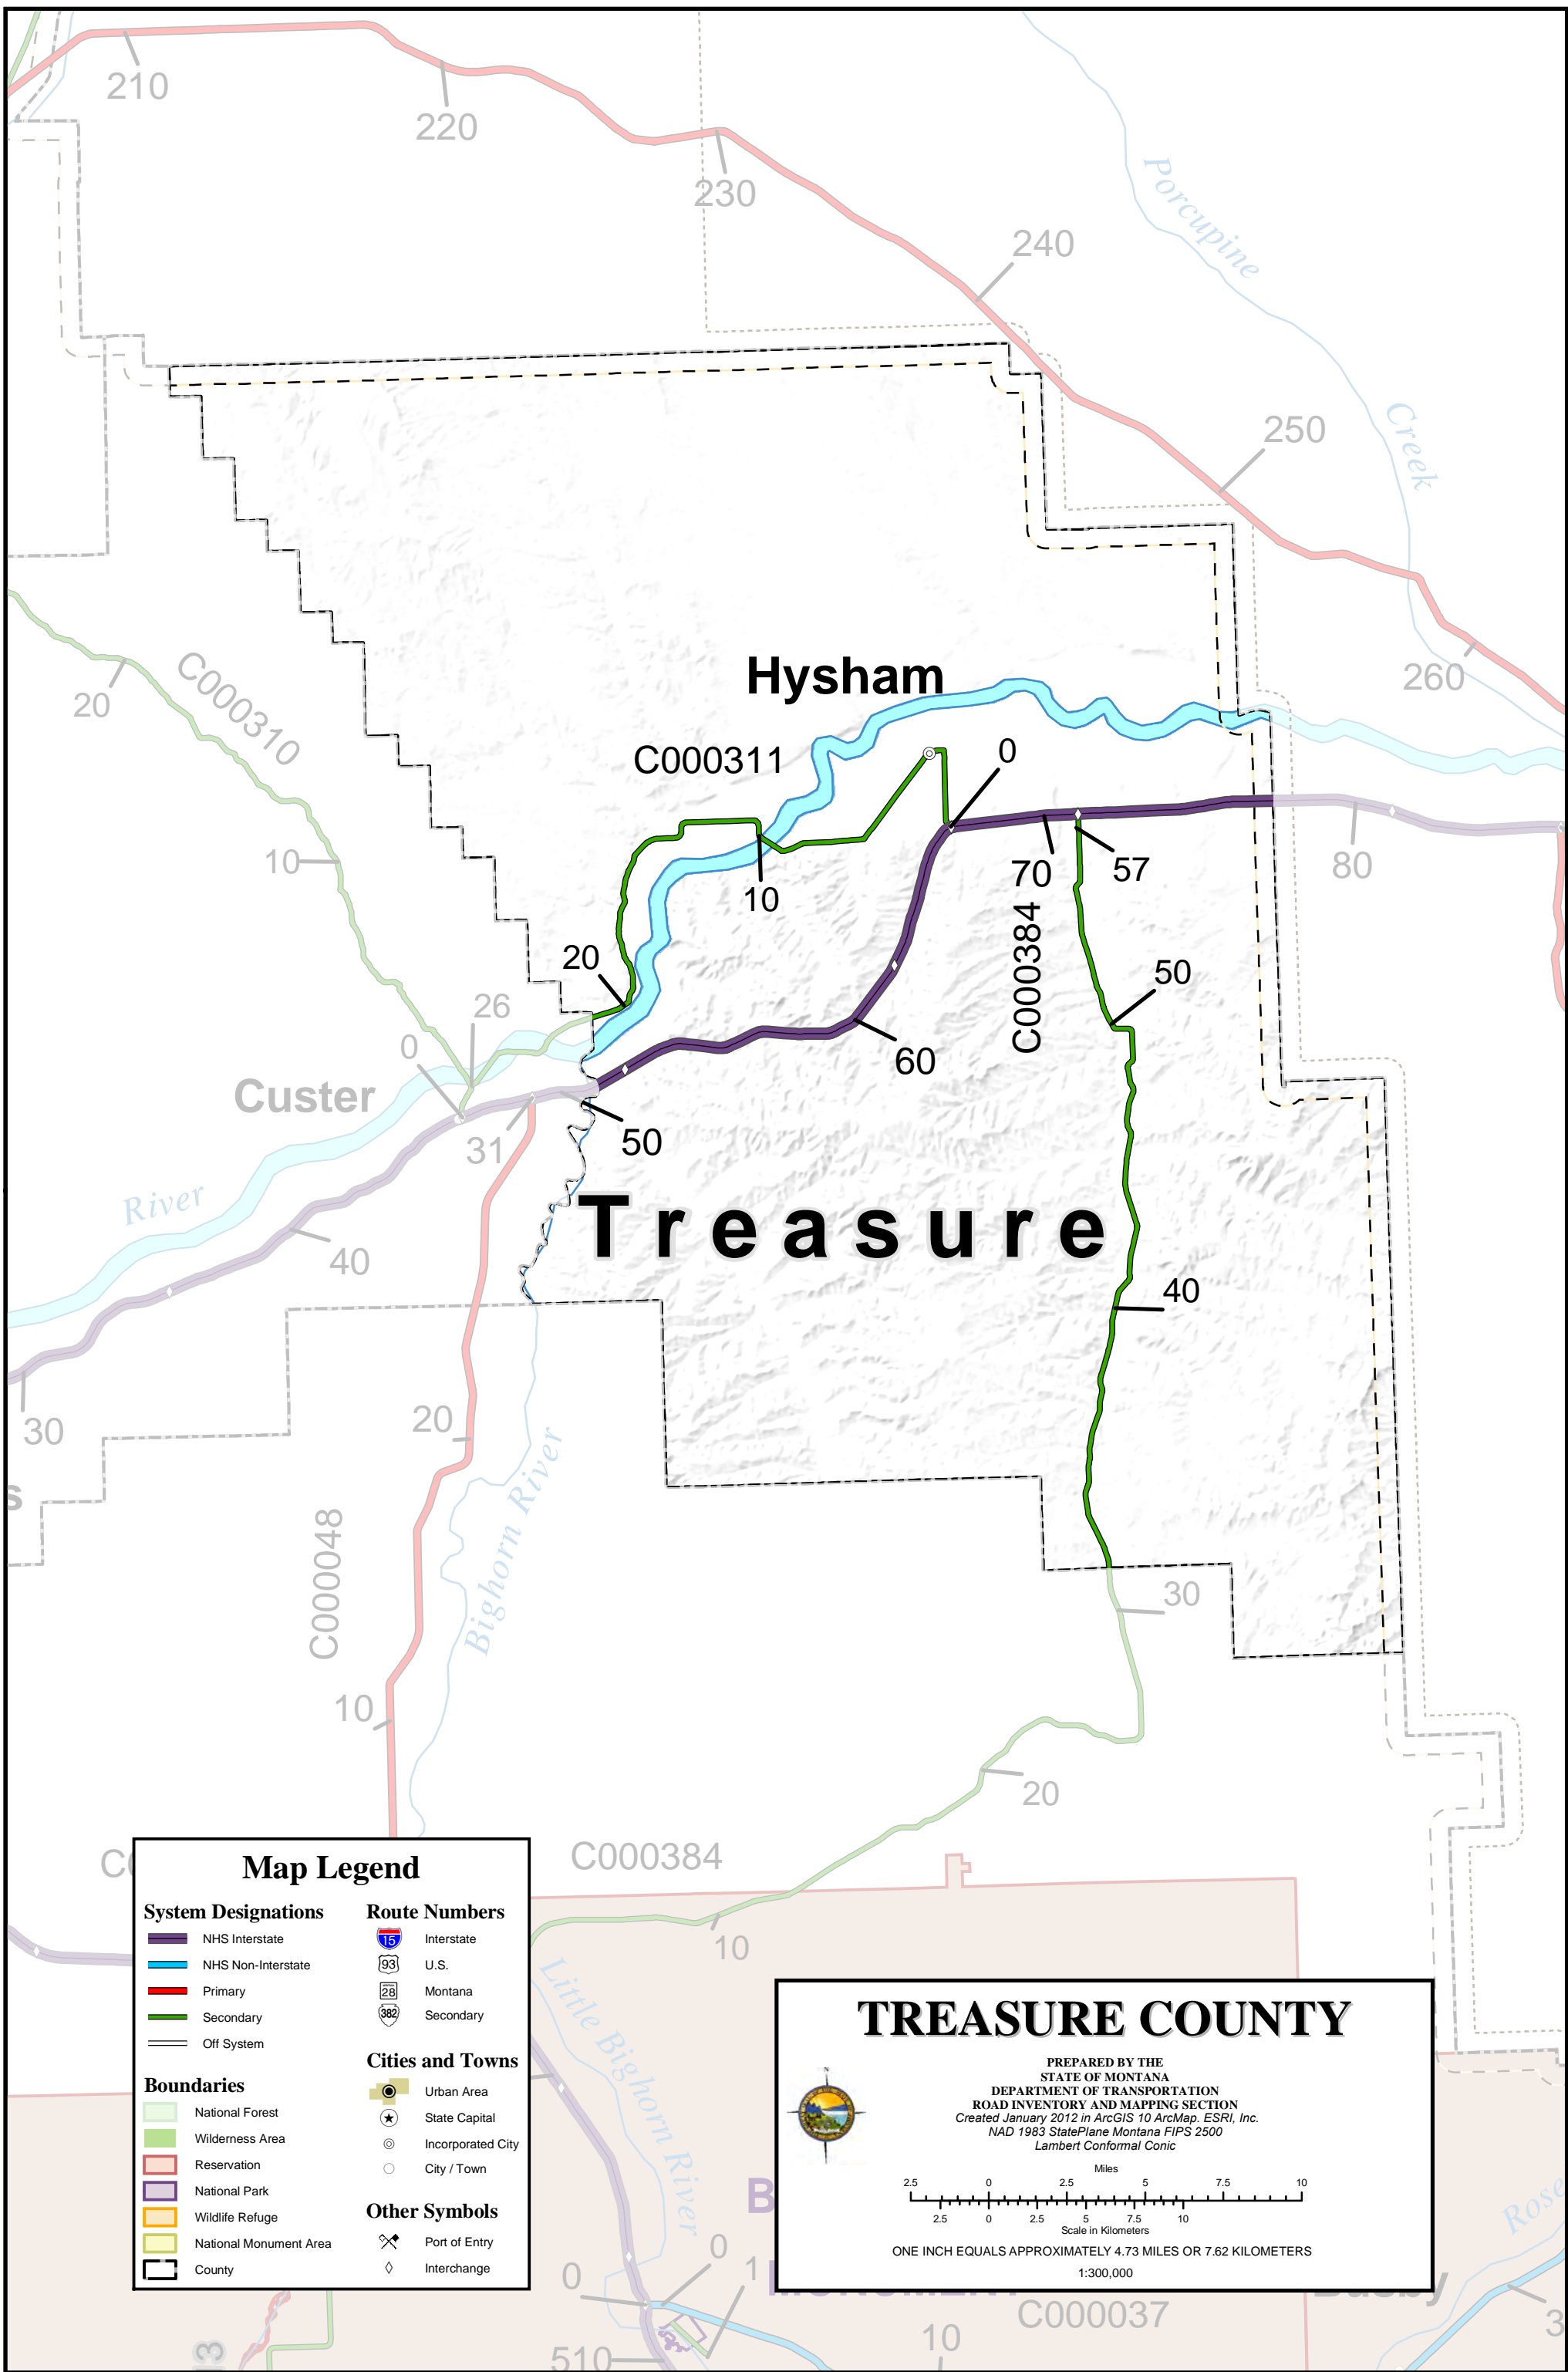 210
220
230
240
250
260
Porcupine
Creek
C000310
20
10
Hysham
C000311
0
10
20
70
57
80
C000384
50
60
26
0
Custer
31
50
River
40
Treasure
40
30
20
s
C000048
Bighorn River
10
30
20
C000384
10
Little Bighorn River
Map Legend
System Designations
NHS Interstate
NHS Non-Interstate
Primary
Secondary
Off System
Boundaries
National Forest
Wilderness Area
Reservation
National Park
Wildlife Refuge
National Monument Area
County
Route Numbers
15 Interstate
93 U.S.
28 Montana
382 Secondary
Cities and Towns
Urban Area
State Capital
Incorporated City
City / Town
Other Symbols
Port of Entry
Interchange
TREASURE COUNTY
PREPARED BY THE
STATE OF MONTANA
DEPARTMENT OF TRANSPORTATION
ROAD INVENTORY AND MAPPING SECTION
Created January 2012 in ArcGIS 10 ArcMap. ESRI, Inc.
NAD 1983 StatePlane Montana FIPS 2500
Lambert Conformal Conic
N
Miles
2.5 0 2.5 5 7.5 10
2.5 0 2.5 5 7.5 10
Scale in Kilometers
ONE INCH EQUALS APPROXIMATELY 4.73 MILES OR 7.62 KILOMETERS
1:300,000
B
Rose
0
0
1
C000037
10
510
3